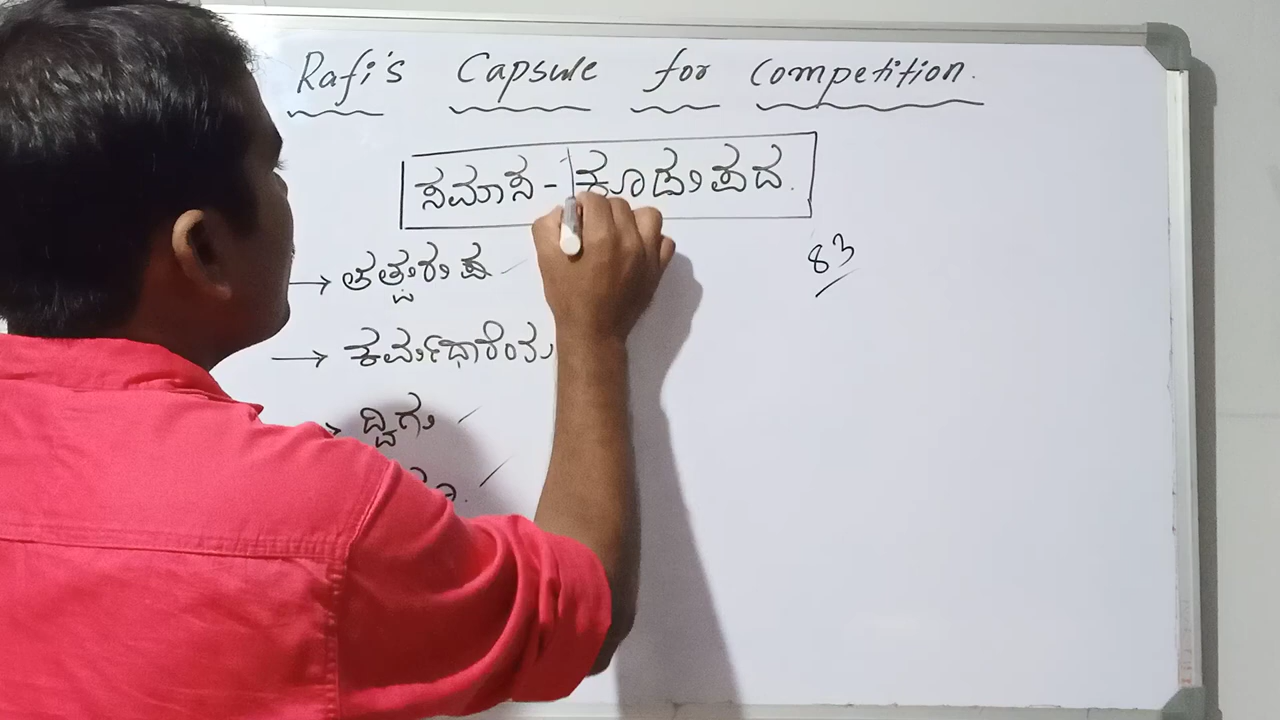 Rafi's Capsule for Competition.
ಸಮಾಸ - ಕೂಡುಪದ.
→ ತತ್ಪುರುಷ
83
→ ಕರ್ಮಧಾರೆಯ
→ ದ್ವಿಗು